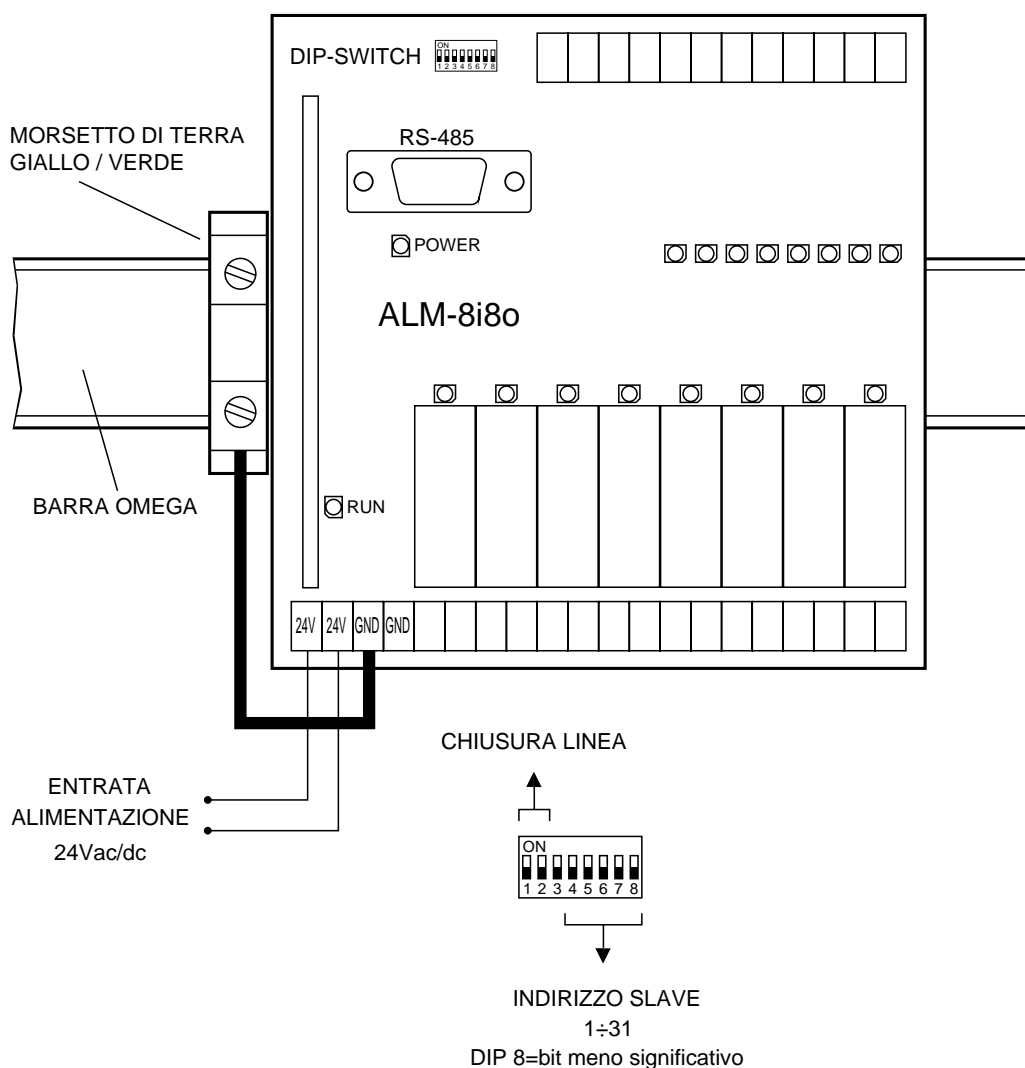 DIP-SWITCH
ON
1 2 3 4 5 6 7 8
MORSETTO DI TERRA
GIALLO / VERDE
RS-485
POWER
ALM-8i8o
BARRA OMEGA
RUN
24V 24V GND GND
CHIUSURA LINEA
ENTRATA
ALIMENTAZIONE
24Vac/dc
ON
1 2 3 4 5 6 7 8
INDIRIZZO SLAVE
1÷31
DIP 8=bit meno significativo